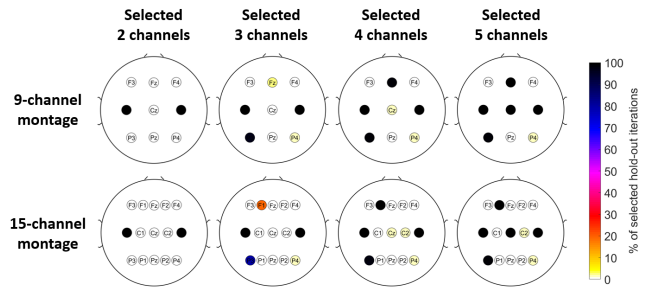 Selected Selected Selected Selected
2 channels 3 channels 4 channels 5 channels
9-channel
montage
F3 Fz F4
Cz
P3 Pz P4
F3 Fz F4
Cz
Pz P4
F3 F4
Cz
Pz P4
F3 F4
Pz P4
15-channel
montage
F3 F1 Fz F2 F4
C1 Cz C2
P3 P1 Pz P2 P4
F3 F1 Fz F2 F4
C1 Cz C2
P1 Pz P2 P4
F3 Fz F2 F4
C1 Cz C2
P1 Pz P2 P4
F3 Fz F2 F4
C2
P1 Pz P2 P4
100
90
80
70
60
50
40
30
20
10
0
% of selected hold-out iterations